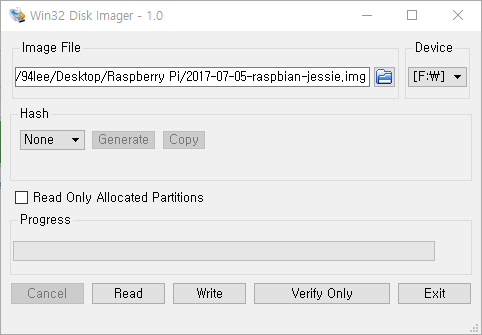 Win32 Disk Imager - 1.0
Image File
Device
/94lee/Desktop/Raspberry Pi/2017-07-05-raspbian-jessie.img
[F:₩]
Hash
None
Generate
Copy
Read Only Allocated Partitions
Progress
Cancel
Read
Write
Verify Only
Exit